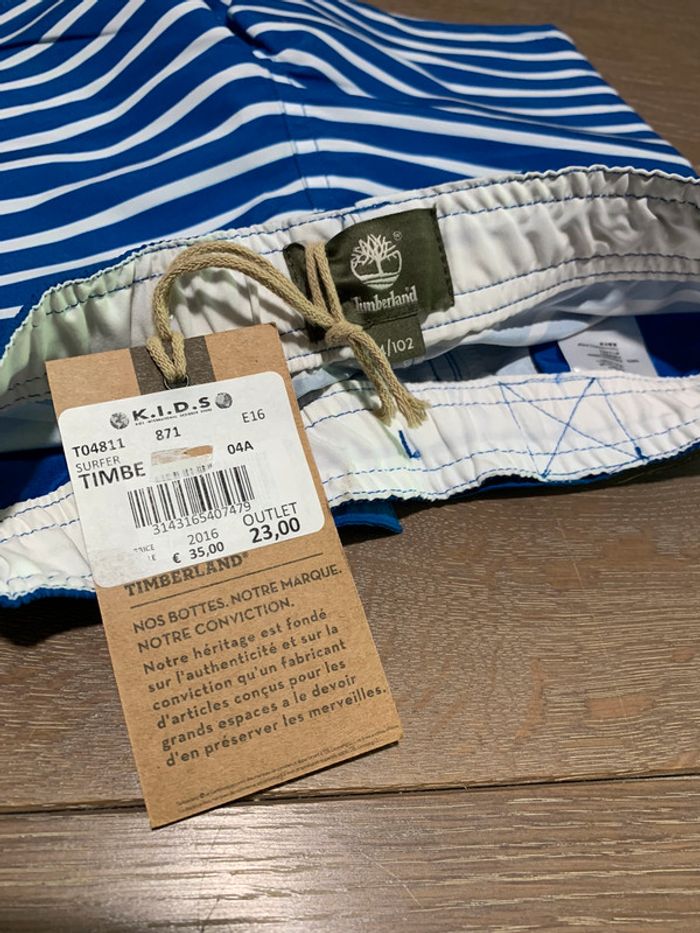 Timberland
/102
K.I.D.S
T04811 871 E16
SURFER
TIMBE 04A
3143165407479
2016 OUTLET
€ 35,00 23,00
TIMBERLAND®
NOS BOTTES. NOTRE MARQUE.
NOTRE CONVICTION.
Notre héritage est fondé
sur l'authenticité et sur la
conviction qu'un fabricant
d'articles conçus pour les
grands espaces a le devoir
d'en préserver les merveilles.